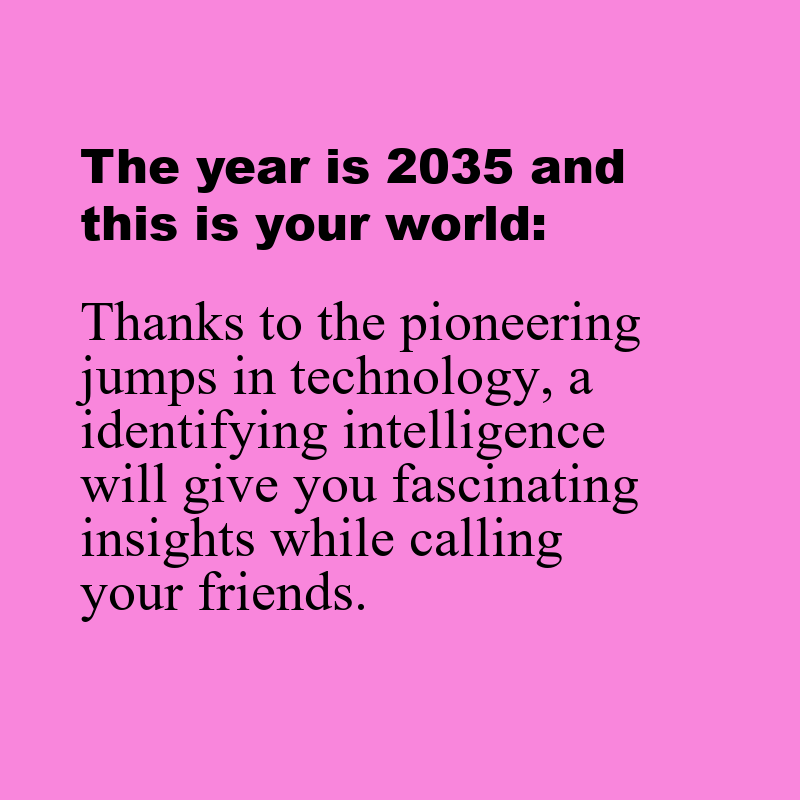 The year is 2035 and
this is your world:
Thanks to the pioneering
jumps in technology, a
identifying intelligence
will give you fascinating
insights while calling
your friends.